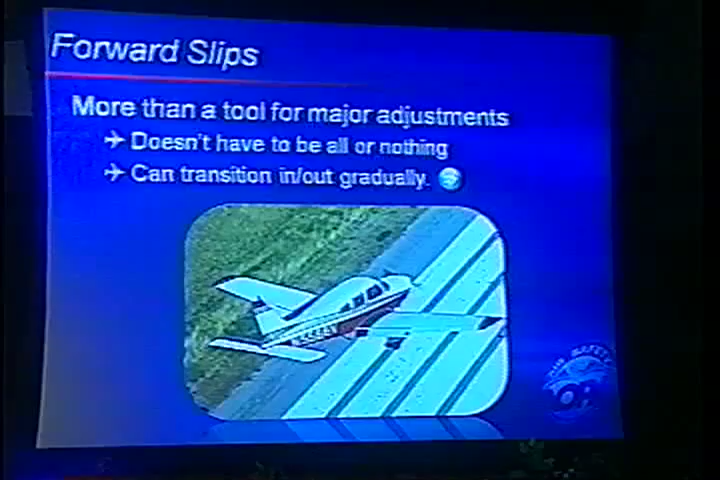 Forward Slips
More than a tool for major adjustments
Doesn't have to be all or nothing
Can transition in/out gradually.